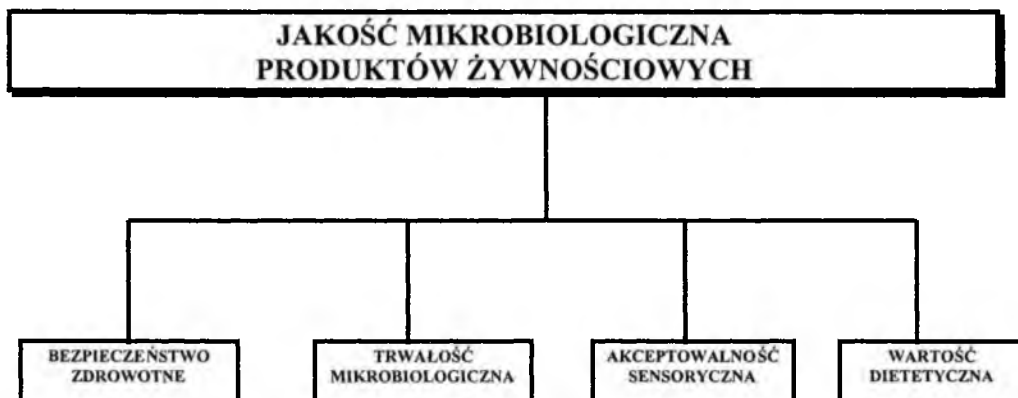 JAKOŚĆ MIKROBIOLOGICZNA
PRODUKTÓW ŻYWNOŚCIOWYCH
BEZPIECZEŃSTWO
ZDROWOTNE
TRWAŁOŚĆ
MIKROBIOLOGICZNA
AKCEPTOWALNOŚĆ
SENSORYCZNA
WARTOŚĆ
DIETETYCZNA